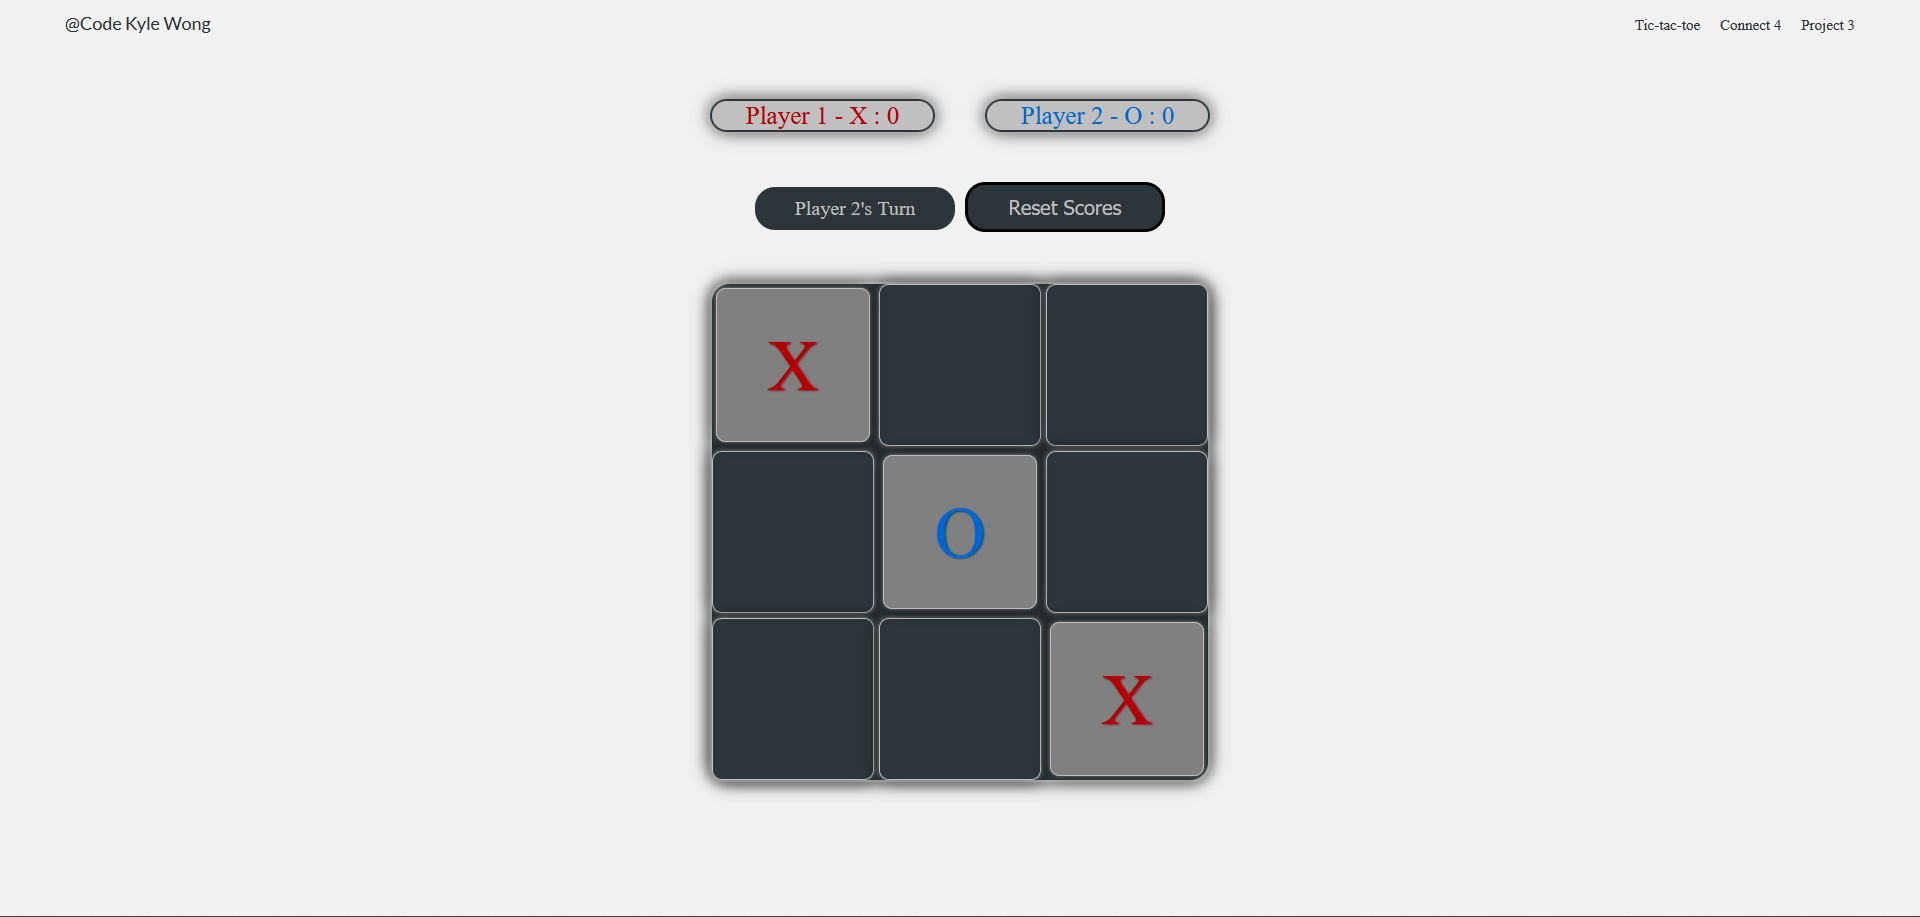 @Code Kyle Wong
Tic-tac-toe Connect 4 Project 3
Player 1 - X : 0
Player 2 - O : 0
Player 2's Turn
Reset Scores
X
O
X